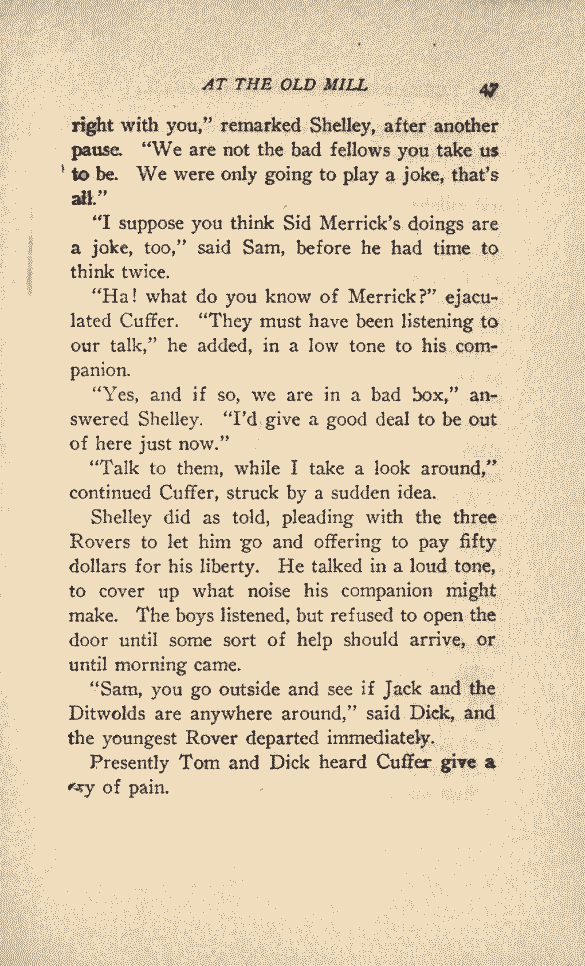 AT THE OLD MILL 47
right with you,” remarked Shelley, after another
pause. “We are not the bad fellows you take us
to be. We were only going to play a joke, that’s
all.”
“I suppose you think Sid Merrick’s doings are
a joke, too,” said Sam, before he had time to
think twice.
“Ha! what do you know of Merrick?” ejacu-
lated Cuffer. “They must have been listening to
our talk,” he added, in a low tone to his com-
panion.
“Yes, and if so, we are in a bad box,” an-
swered Shelley. “I’d give a good deal to be out
of here just now.”
“Talk to them, while I take a look around,”
continued Cuffer, struck by a sudden idea.
Shelley did as told, pleading with the three
Rovers to let him go and offering to pay fifty
dollars for his liberty. He talked in a loud tone,
to cover up what noise his companion might
make. The boys listened, but refused to open the
door until some sort of help should arrive, or
until morning came.
“Sam, you go outside and see if Jack and the
Ditwolds are anywhere around,” said Dick, and
the youngest Rover departed immediately.
Presently Tom and Dick heard Cuffer give a
cry of pain.